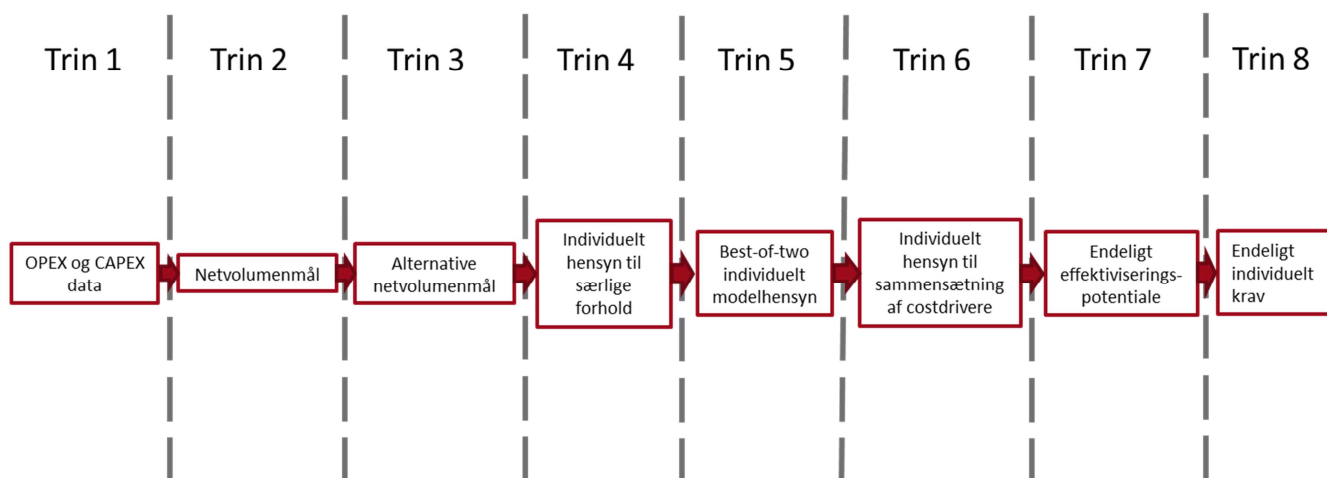 Trin 1
Trin 2
Trin 3
Trin 4
Trin 5
Trin 6
Trin 7
Trin 8
OPEX og CAPEX
data
Netvolumenmål
Alternative
netvolumenmål
Individuelt
hensyn til
særlige
forhold
Best-of-two
individuelt
modelhensyn
Individuelt
hensyn til
sammensætning
af costdrivere
Endeligt
effektiviserings-
potentiale
Endeligt
individuelt
krav